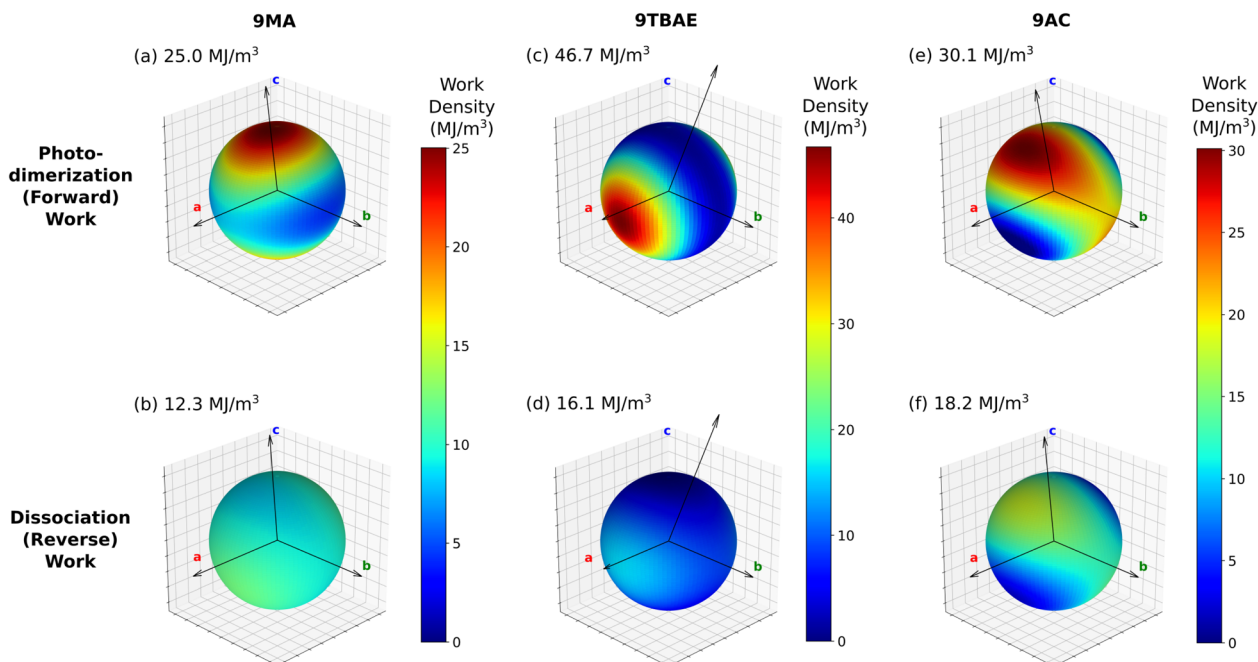 9MA
9TBAE
9AC
(a) 25.0 MJ/m³
(c) 46.7 MJ/m³
(e) 30.1 MJ/m³
Photo-
dimerization
(Forward)
Work
c
a
b
Work
Density
(MJ/m³)
25
20
15
10
5
0
c
a
b
Work
Density
(MJ/m³)
40
30
20
10
0
c
a
b
Work
Density
(MJ/m³)
30
25
20
15
10
5
0
(b) 12.3 MJ/m³
(d) 16.1 MJ/m³
(f) 18.2 MJ/m³
Dissociation
(Reverse)
Work
c
a
b
c
a
b
c
a
b